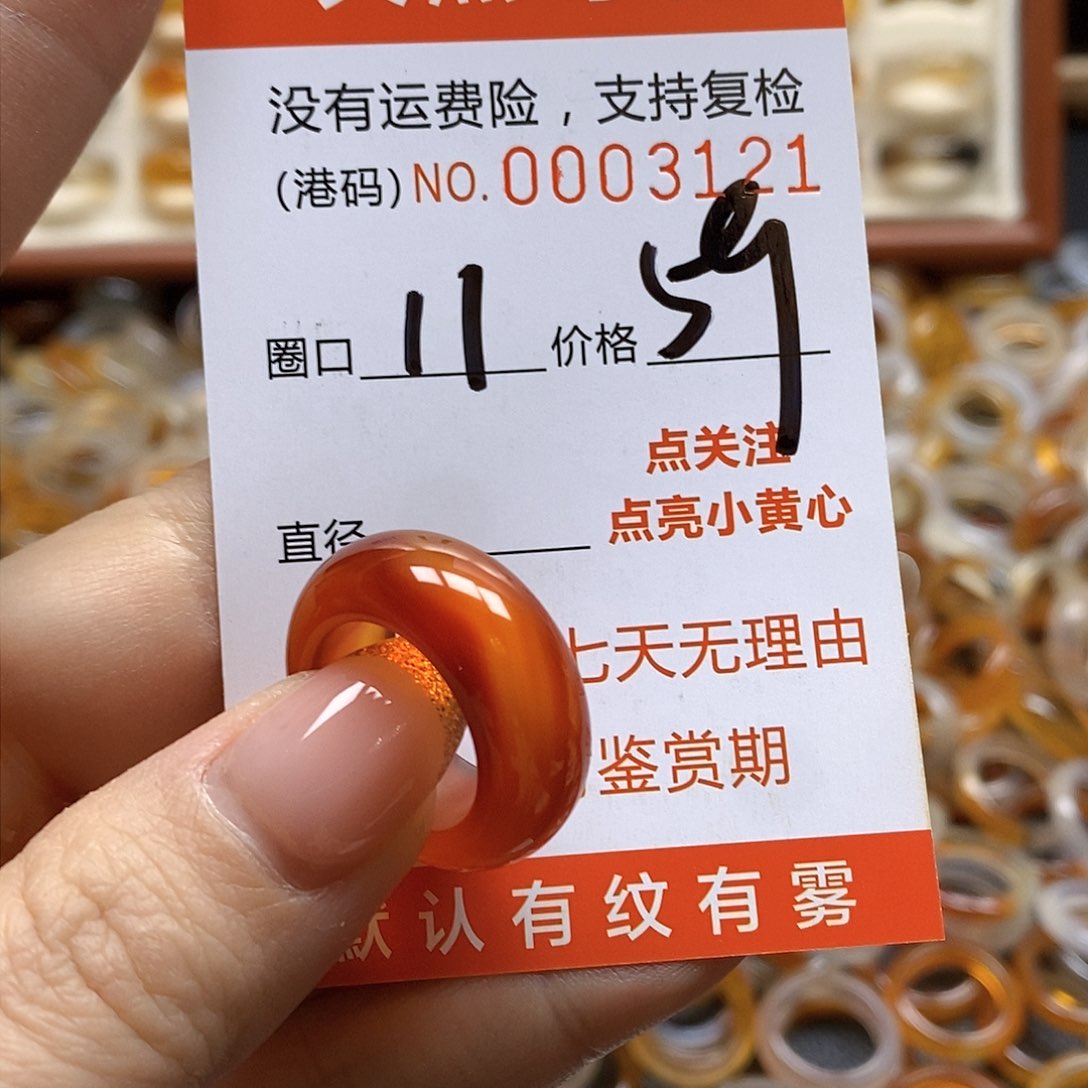 没有运费险，支持复检
(港码) NO. 0003121
圈口 11 价格 59
点关注
点亮小黄心
直径
七天无理由
鉴赏期
默认有纹有雾